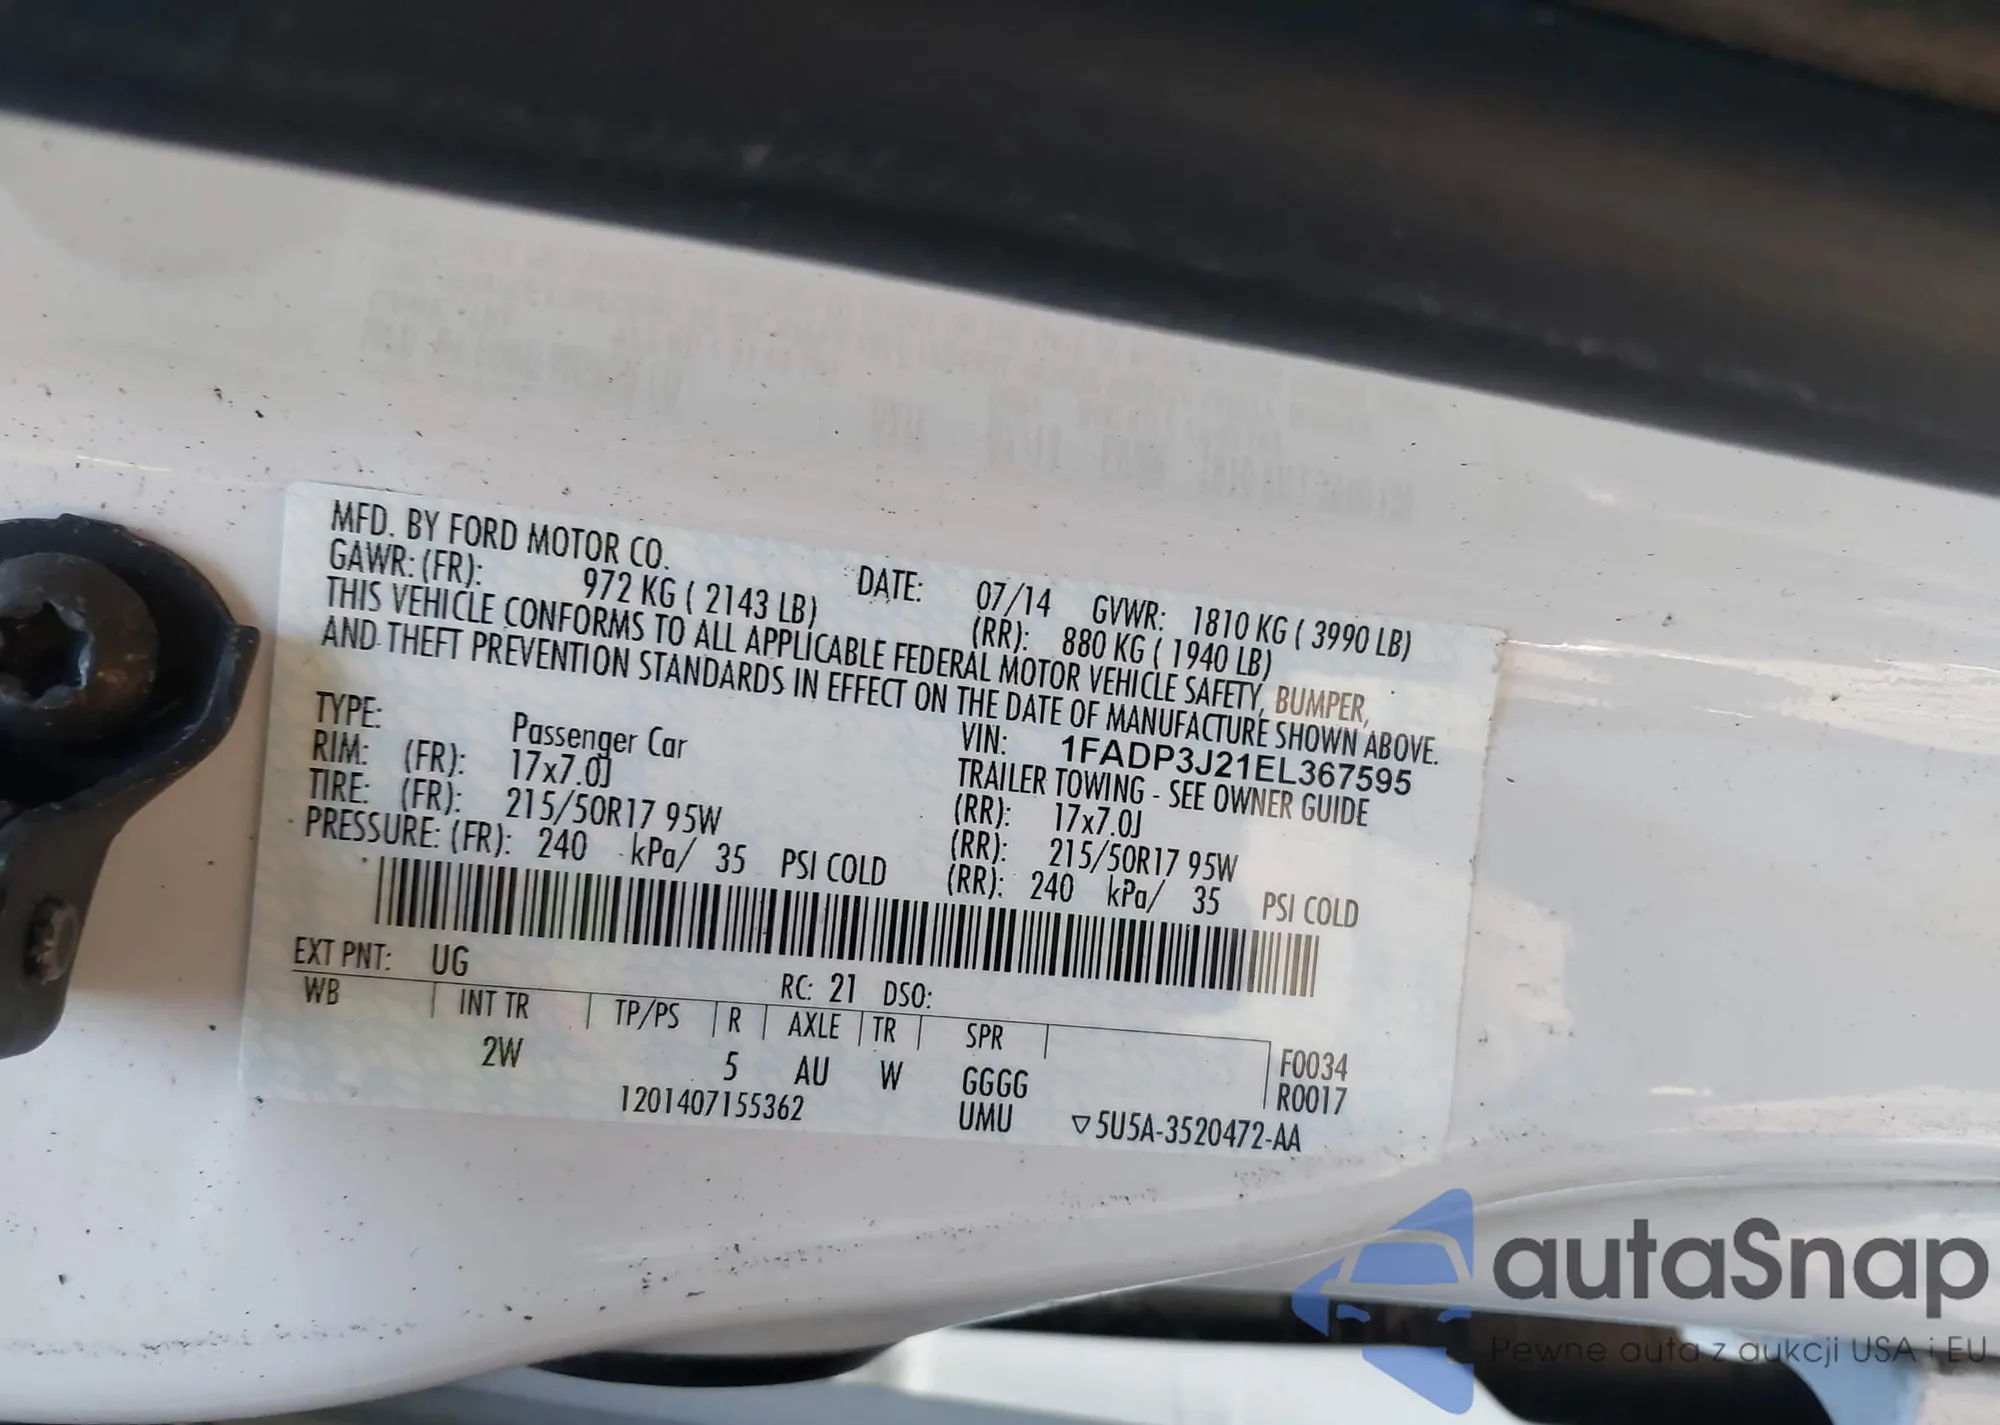 MFD. BY FORD MOTOR CO. DATE: 07/14 GVWR: 1810 KG ( 3990 LB)
GAWR: (FR): 972 KG ( 2143 LB) (RR): 880 KG ( 1940 LB)
THIS VEHICLE CONFORMS TO ALL APPLICABLE FEDERAL MOTOR VEHICLE SAFETY, BUMPER,
AND THEFT PREVENTION STANDARDS IN EFFECT ON THE DATE OF MANUFACTURE SHOWN ABOVE.
VIN: 1FADP3J21EL367595
TYPE: Passenger Car TRAILER TOWING - SEE OWNER GUIDE
RIM: (FR): 17x7.0J (RR): 17x7.0J
TIRE: (FR): 215/50R17 95W (RR): 215/50R17 95W
PRESSURE: (FR): 240 kPa/ 35 PSI COLD (RR): 240 kPa/ 35 PSI COLD
EXT PNT: UG RC: 21 DSO:
WB INT TR TP/PS R AXLE TR SPR F0034
2W 5 AU W GGGG R0017
1201407155362 UMU ▽5U5A-3520472-AA
autaSnap
Pewne auta z aukcji USA i EU